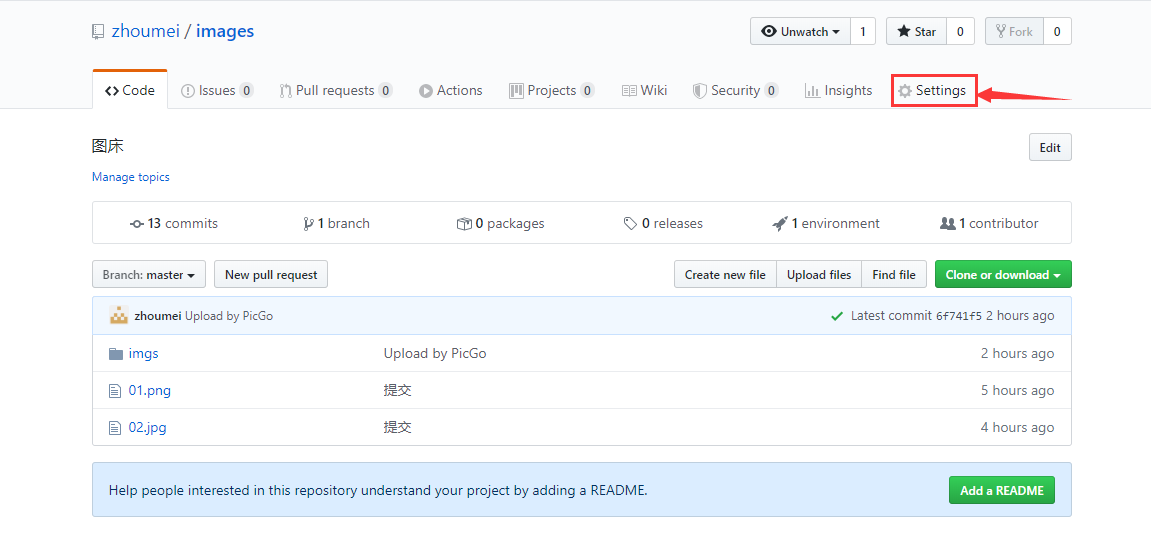 zhoumei / images
Unwatch 1 Star 0 Fork 0
Code Issues 0 Pull requests 0 Actions Projects 0 Wiki Security 0 Insights Settings
图床
Edit
Manage topics
13 commits 1 branch 0 packages 0 releases 1 environment 1 contributor
Branch: master New pull request Create new file Upload files Find file Clone or download
zhoumei Upload by PicGo Latest commit 6f741f5 2 hours ago
imgs Upload by PicGo 2 hours ago
01.png 提交 5 hours ago
02.jpg 提交 4 hours ago
Help people interested in this repository understand your project by adding a README. Add a README